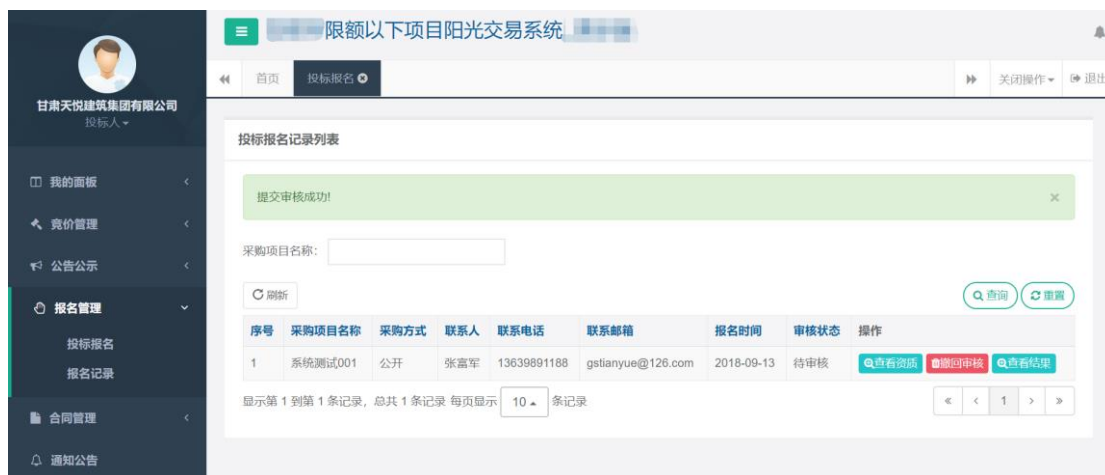 限额以下项目阳光交易系统
首页 投标报名 关闭操作 退出
甘肃天悦建筑集团有限公司
投标人
我的面板
竞价管理
公告公示
报名管理
投标报名
报名记录
合同管理
通知公告
投标报名记录列表
提交审核成功!
采购项目名称:
刷新 查询 重置
序号 采购项目名称 采购方式 联系人 联系电话 联系邮箱 报名时间 审核状态 操作
1 系统测试001 公开 张富军 13639891188 gstianyue@126.com 2018-09-13 待审核 查看资质 撤回审核 查看结果
显示第 1 到第 1 条记录，总共 1 条记录 每页显示 10 条记录 « < 1 > »